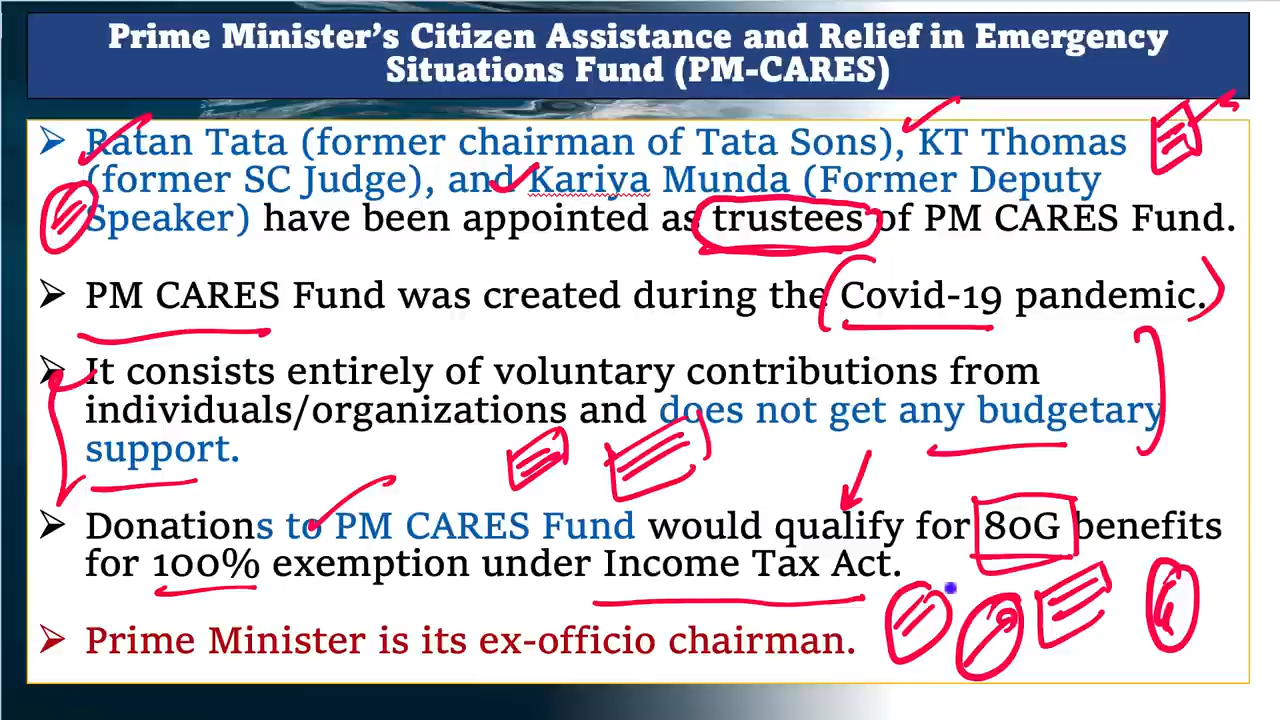 Prime Minister’s Citizen Assistance and Relief in Emergency
Situations Fund (PM-CARES)
➤ Ratan Tata (former chairman of Tata Sons), KT Thomas
(former SC Judge), and Kariya Munda (Former Deputy
Speaker) have been appointed as trustees of PM CARES Fund.
➤ PM CARES Fund was created during the Covid-19 pandemic.
➤ It consists entirely of voluntary contributions from
individuals/organizations and does not get any budgetary
support.
➤ Donations to PM CARES Fund would qualify for 80G benefits
for 100% exemption under Income Tax Act.
➤ Prime Minister is its ex-officio chairman.